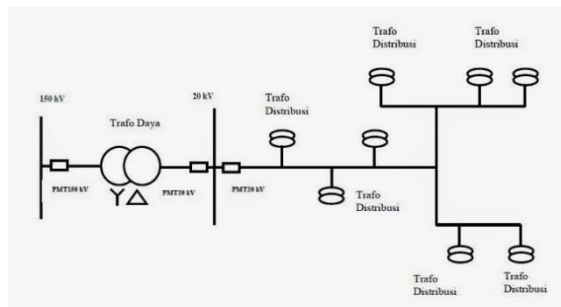 Trafo
Distribusi
Trafo
Distribusi
150 kV
20 kV
Trafo
Distribusi
Trafo Daya
PMT150 kV
PMT20 kV
PMT20 kV
Trafo
Distribusi
Trafo
Distribusi
Trafo
Distribusi